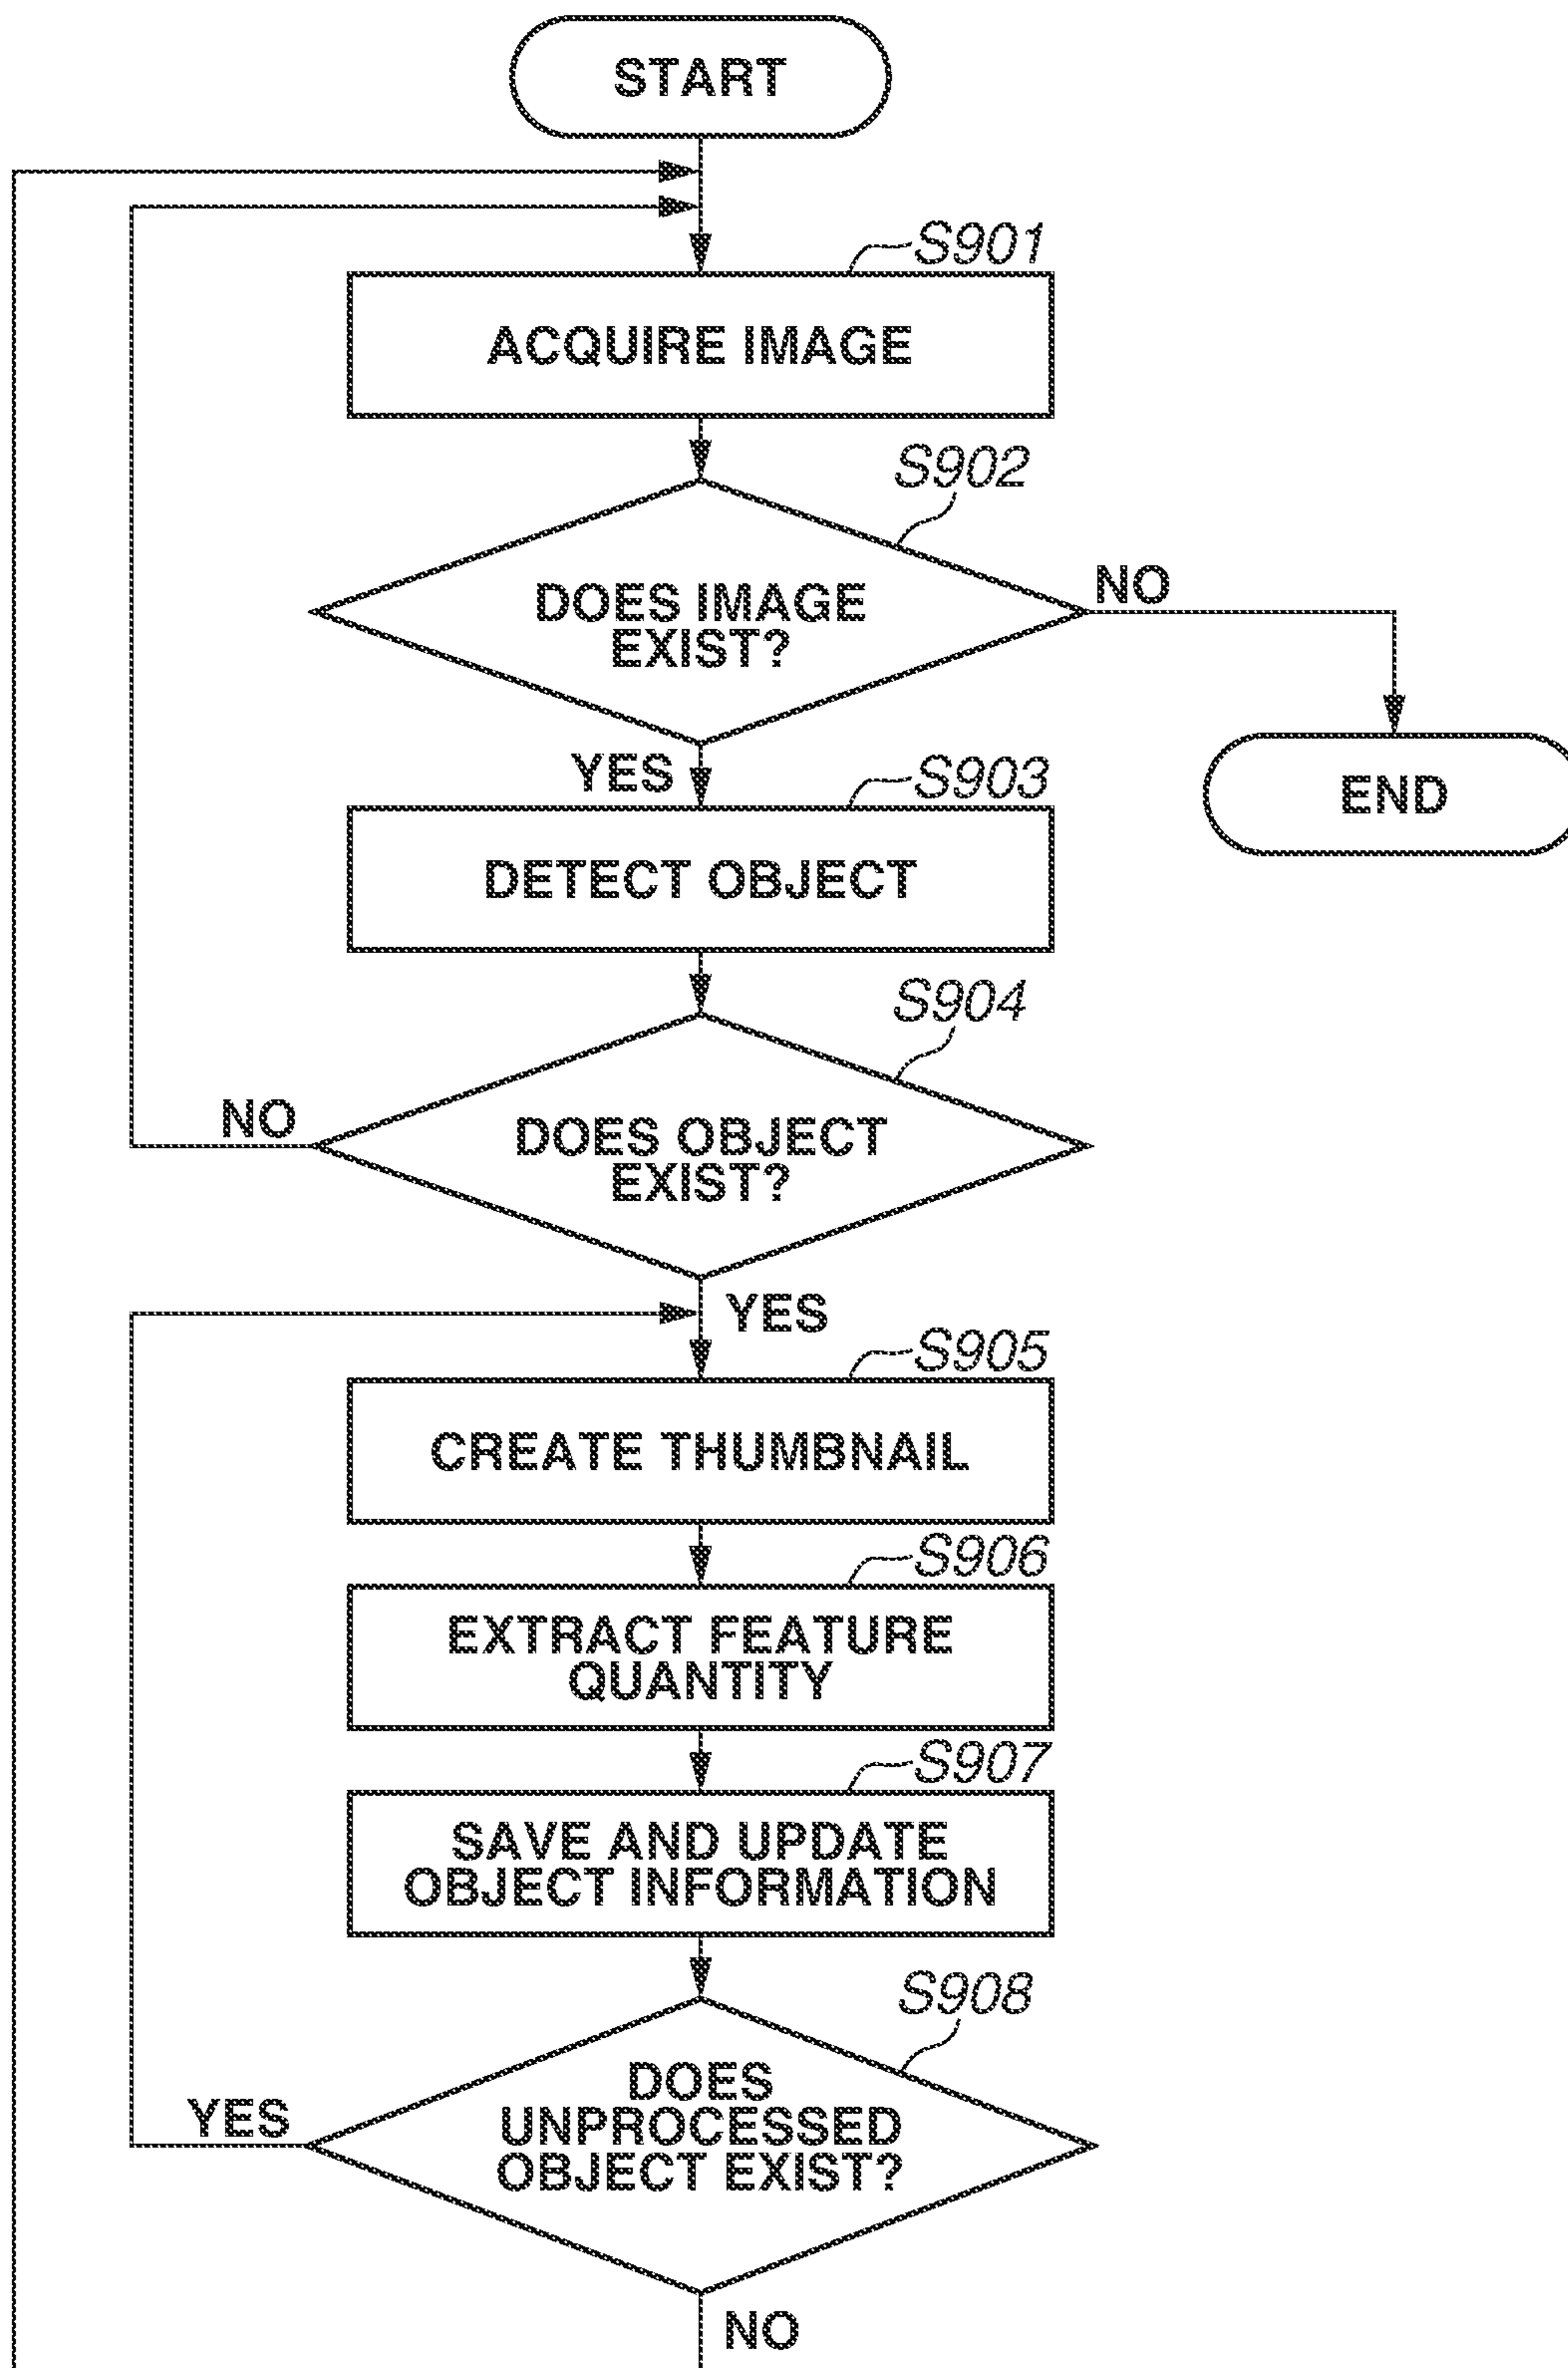 START
S901
ACQUIRE IMAGE
S902
DOES IMAGE
EXIST?
NO
YES
S903
END
DETECT OBJECT
S904
NO
DOES OBJECT
EXIST?
YES
S905
CREATE THUMBNAIL
S906
EXTRACT FEATURE
QUANTITY
S907
SAVE AND UPDATE
OBJECT INFORMATION
S908
YES
DOES
UNPROCESSED
OBJECT EXIST?
NO